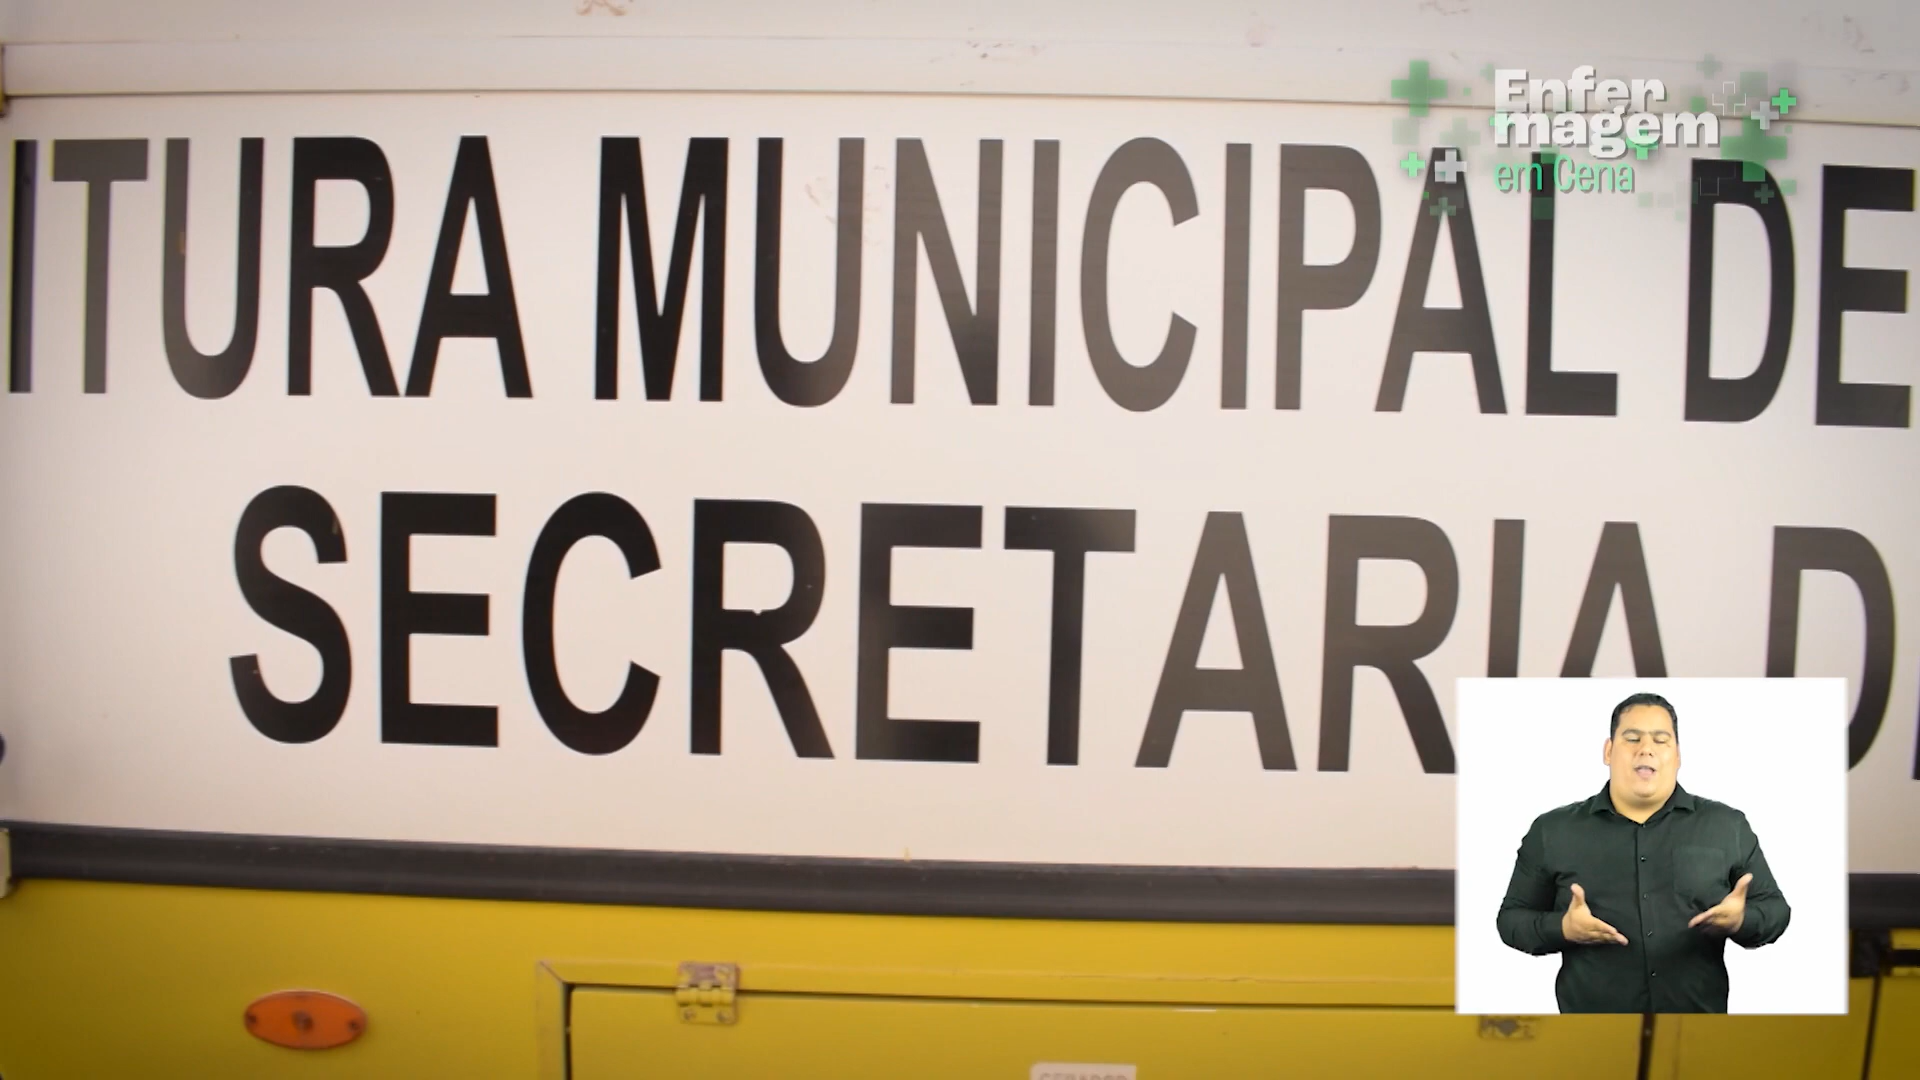 Enfer
magem
em Cena
ITURA MUNICIPAL DE
SECRETARIA D